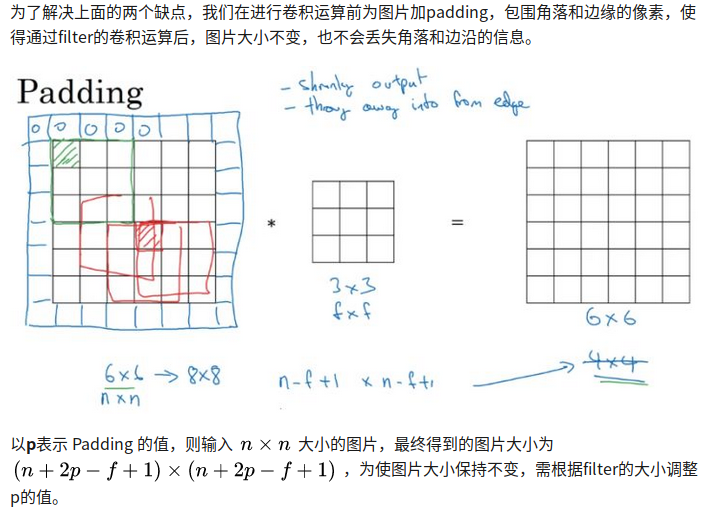 为了解决上面的两个缺点，我们在进行卷积运算前为图片加padding，包围角落和边缘的像素，使
得通过filter的卷积运算后，图片大小不变，也不会丢失角落和边沿的信息。
Padding
- shrinky output
- throw away info from edge
0 0 0 0 0
* =
3×3
f×f
6×6
6×6 → 8×8
n×n
n-f+1 × n-f+1
4×4
以p表示 Padding 的值，则输入 n × n 大小的图片，最终得到的图片大小为
(n + 2p − f + 1) × (n + 2p − f + 1) ，为使图片大小保持不变，需根据filter的大小调整
p的值。